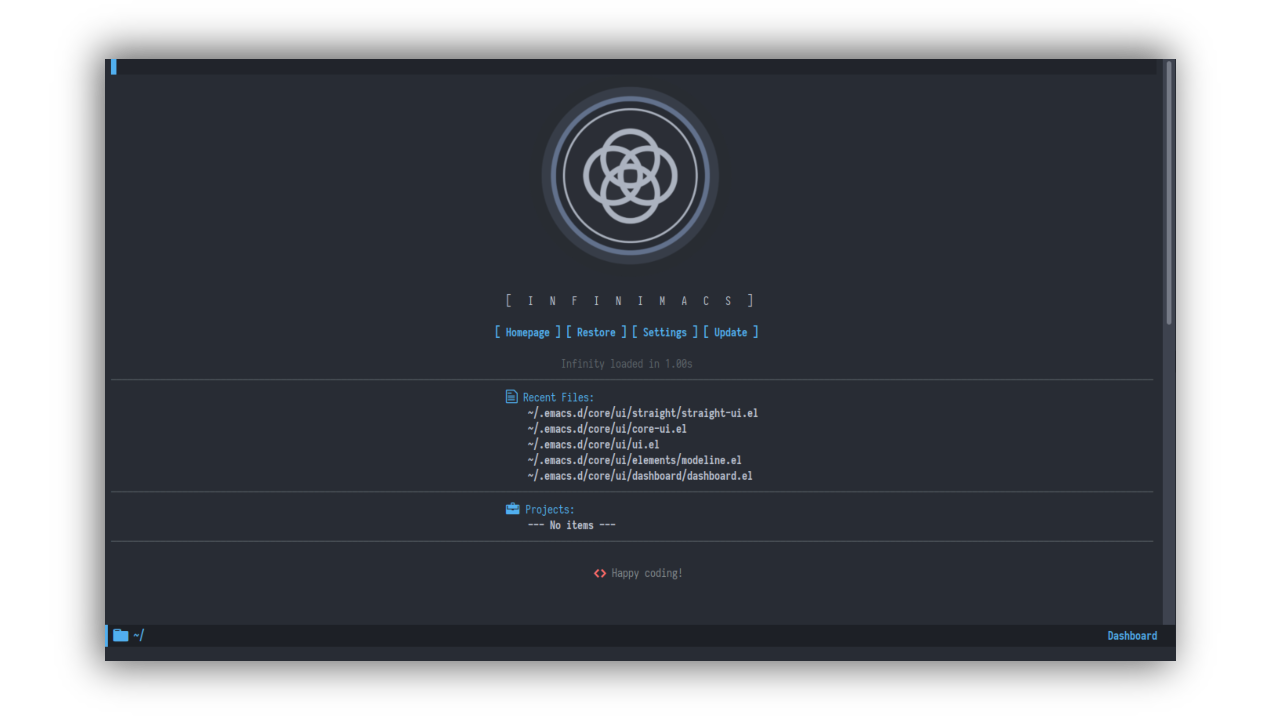 [ I N F I N I M A C S ]
[ Homepage ] [ Restore ] [ Settings ] [ Update ]
Infinity loaded in 1.00s
Recent Files:
~/.emacs.d/core/ui/straight/straight-ui.el
~/.emacs.d/core/ui/core-ui.el
~/.emacs.d/core/ui/ui.el
~/.emacs.d/core/ui/elements/modeline.el
~/.emacs.d/core/ui/dashboard/dashboard.el
Projects:
--- No items ---
Happy coding!
~/ Dashboard